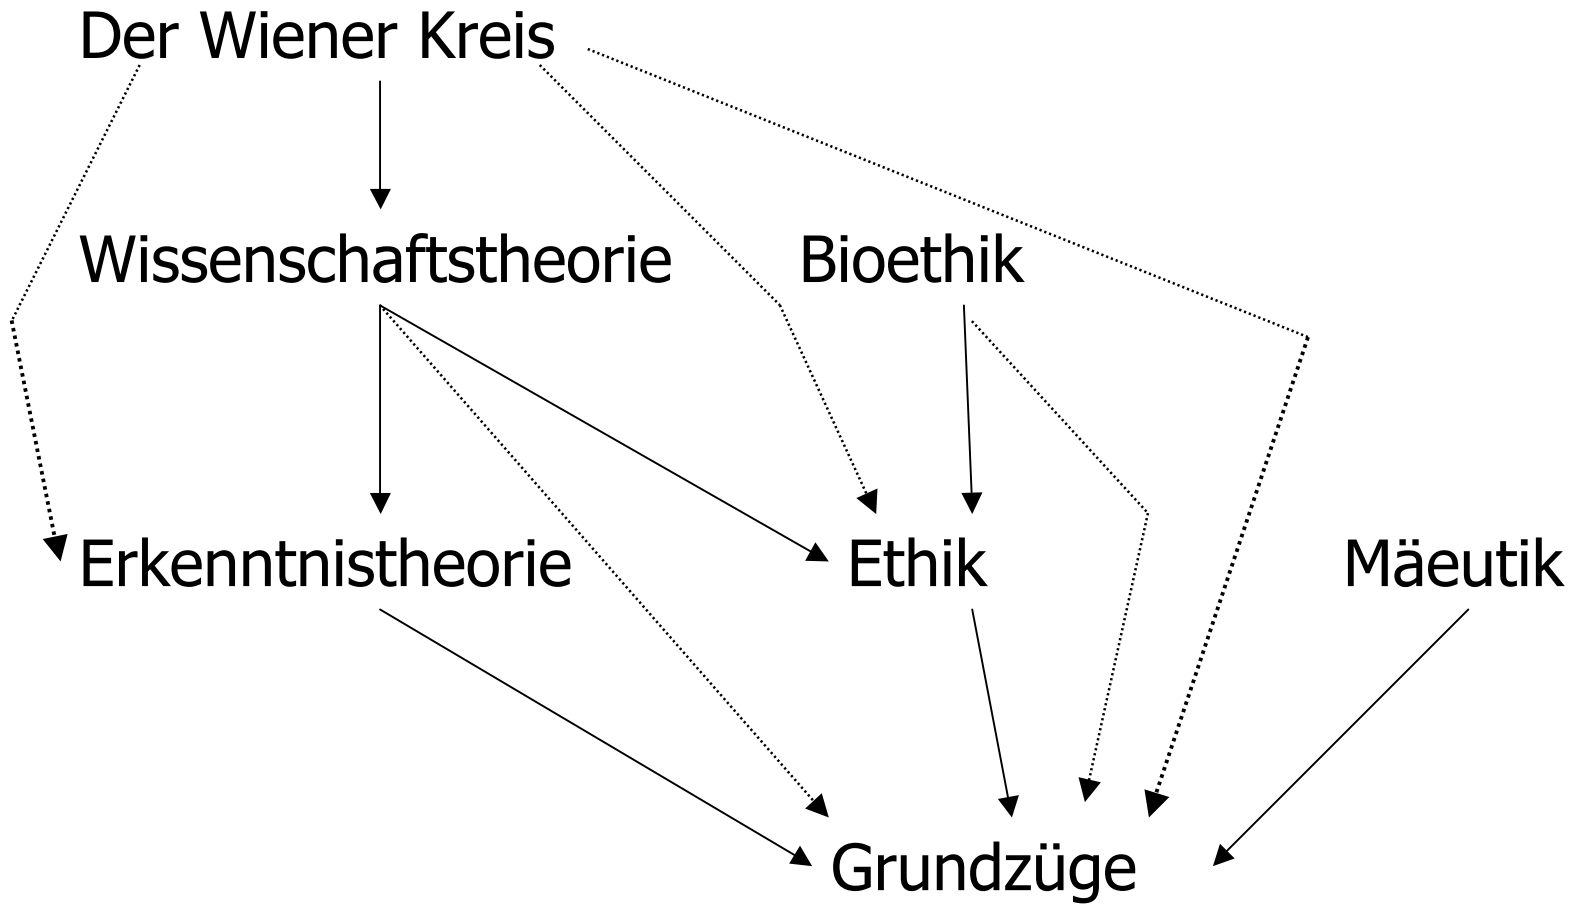 Der Wiener Kreis
Wissenschaftstheorie
Bioethik
Erkenntnistheorie
Ethik
Mäeutik
Grundzüge